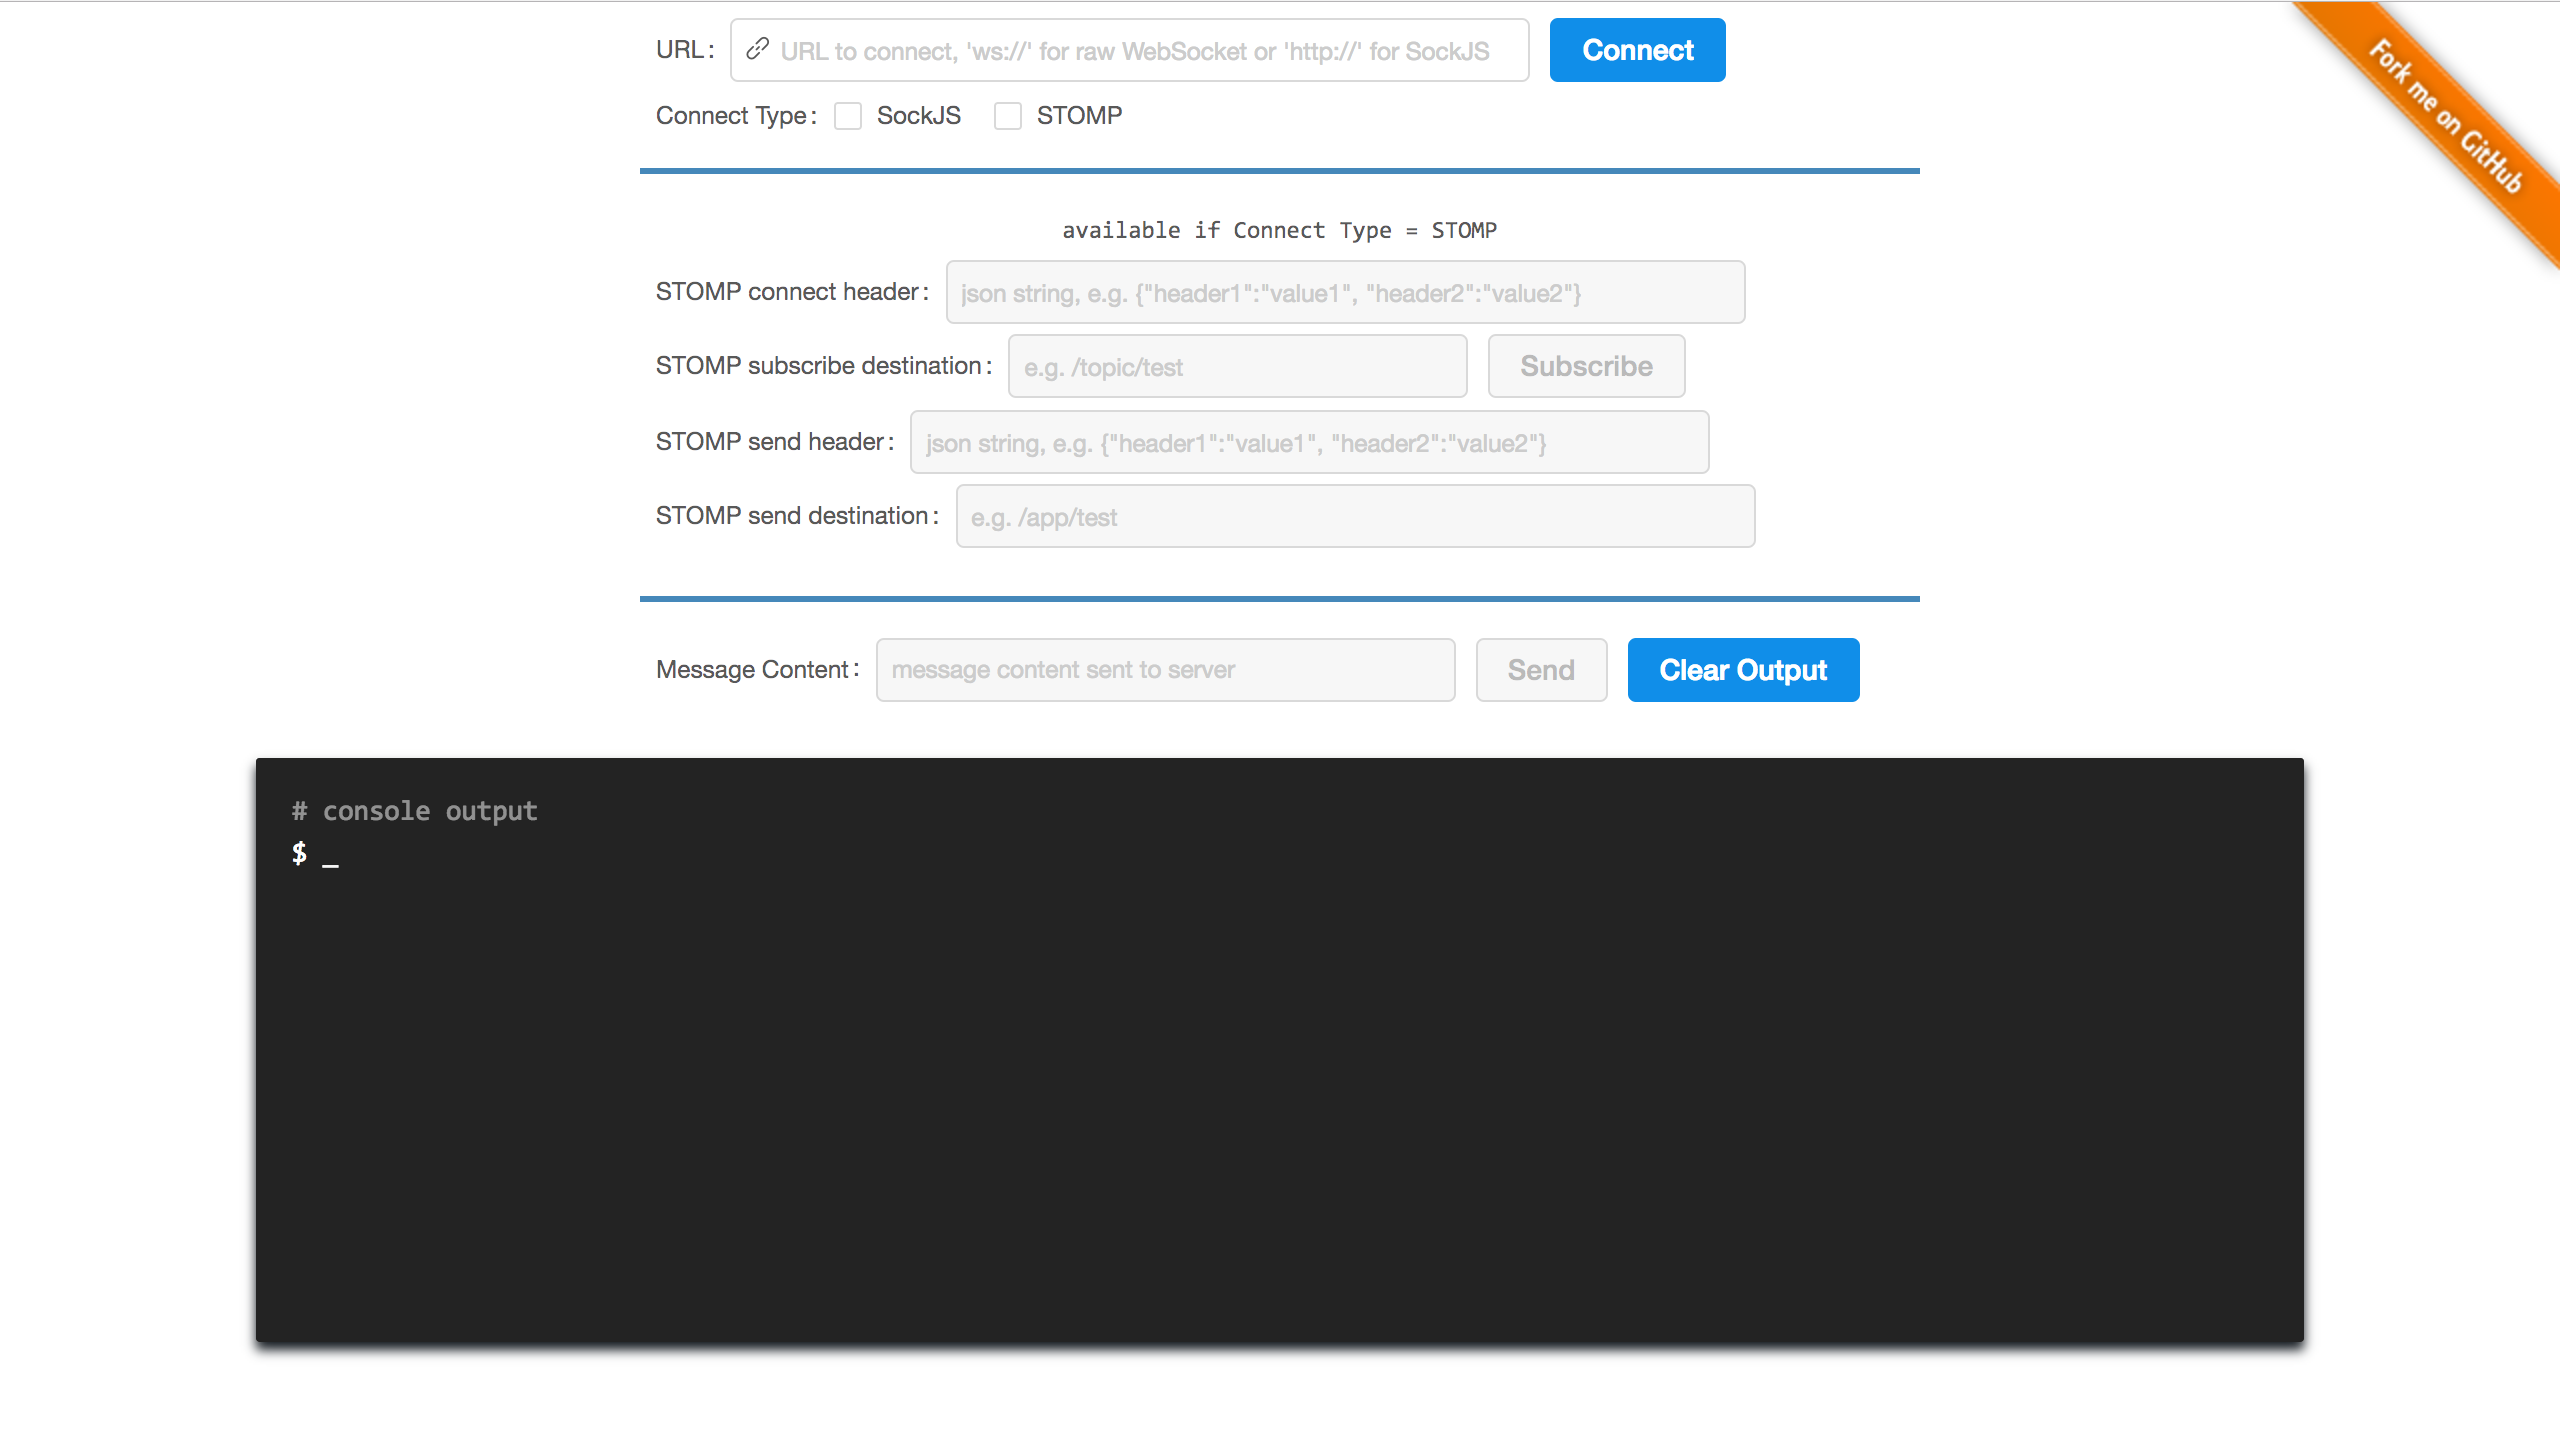 URL: URL to connect, 'ws://' for raw WebSocket or 'http://' for SockJS Connect
Fork me on GitHub
Connect Type: SockJS STOMP
available if Connect Type = STOMP
STOMP connect header: json string, e.g. {"header1":"value1", "header2":"value2"}
STOMP subscribe destination: e.g. /topic/test Subscribe
STOMP send header: json string, e.g. {"header1":"value1", "header2":"value2"}
STOMP send destination: e.g. /app/test
Message Content: message content sent to server Send Clear Output
# console output
$ _